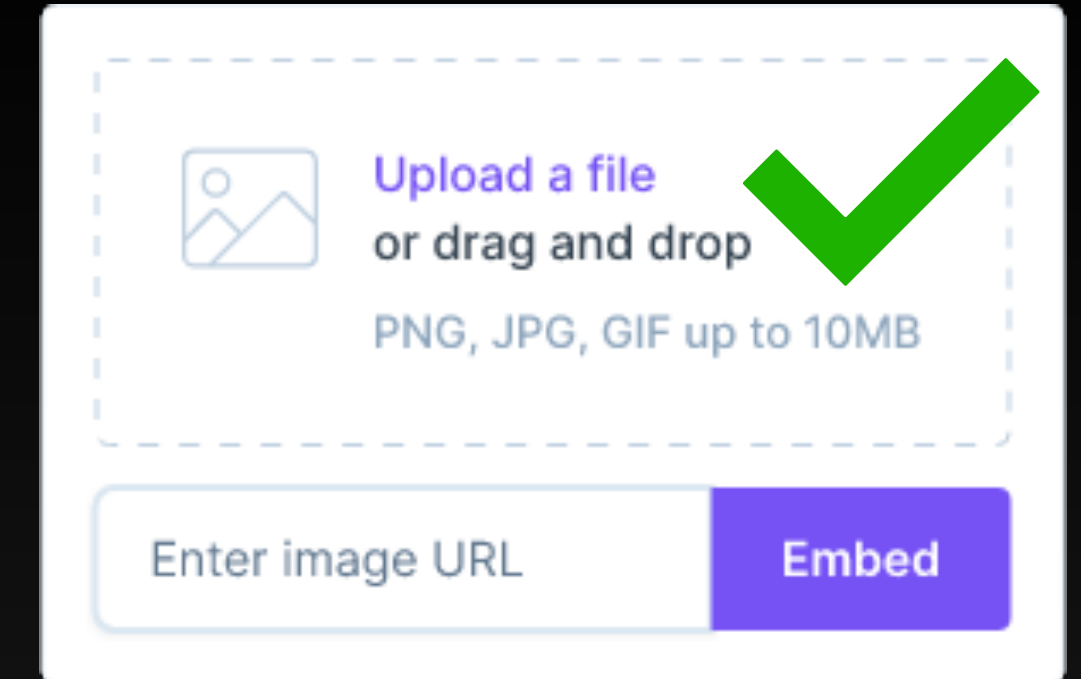 Upload a file
or drag and drop
PNG, JPG, GIF up to 10MB
Enter image URL
Embed